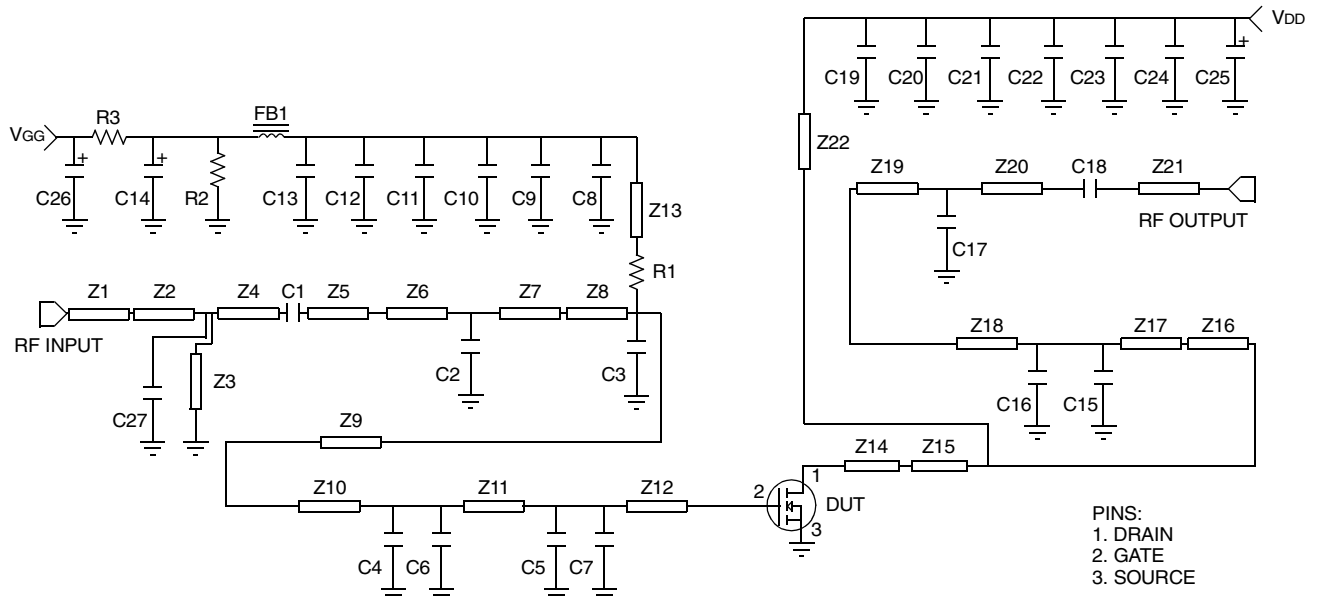 VDD
C19 C20 C21 C22 C23 C24 C25
+
R3 FB1
VGG
+ +
Z22
C26 C14 R2 C13 C12 C11 C10 C9 C8
Z13
Z19 Z20 C18 Z21
RF OUTPUT
C17
R1
Z1 Z2 Z4 C1 Z5 Z6 Z7 Z8
RF INPUT
Z18 Z17 Z16
C2 C3
Z3
C27
C16 C15
Z9
Z14 Z15
Z10 Z11 Z12
1
2
DUT
3
C4 C6 C5 C7
PINS:
1. DRAIN
2. GATE
3. SOURCE